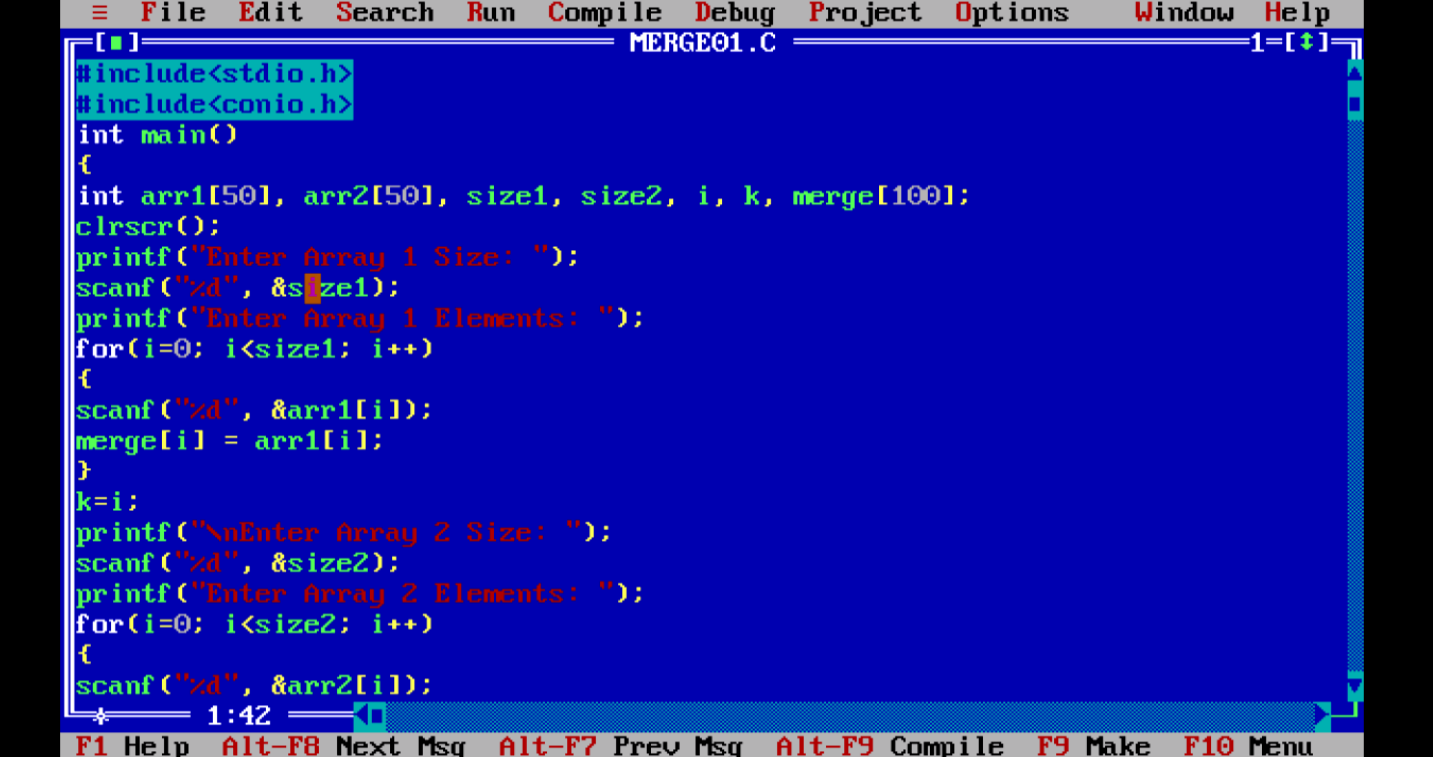 ≡ File Edit Search Run Compile Debug Project Options Window Help
[■] MERGE01.C 1=[↕]
#include<stdio.h>
#include<conio.h>
int main()
{
int arr1[50], arr2[50], size1, size2, i, k, merge[100];
clrscr();
printf("Enter Array 1 Size: ");
scanf("%d", &size1);
printf("Enter Array 1 Elements: ");
for(i=0; i<size1; i++)
{
scanf("%d", &arr1[i]);
merge[i] = arr1[i];
}
k=i;
printf("\nEnter Array 2 Size: ");
scanf("%d", &size2);
printf("Enter Array 2 Elements: ");
for(i=0; i<size2; i++)
{
scanf("%d", &arr2[i]);
1:42
F1 Help Alt-F8 Next Msg Alt-F7 Prev Msg Alt-F9 Compile F9 Make F10 Menu